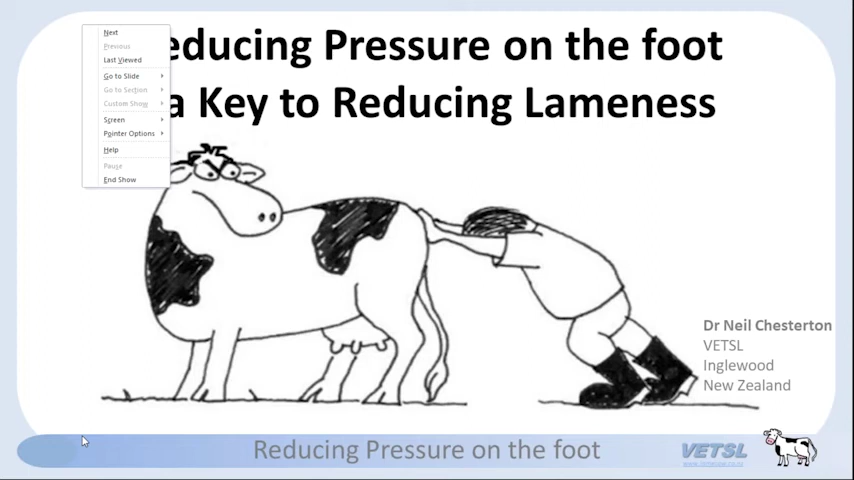 educing Pressure on the foot
a Key to Reducing Lameness
Next
Previous
Last Viewed
Go to Slide
Go to Section
Custom Show
Screen
Pointer Options
Help
Pause
End Show
Dr Neil Chesterton
VETSL
Inglewood
New Zealand
Reducing Pressure on the foot
VETSL